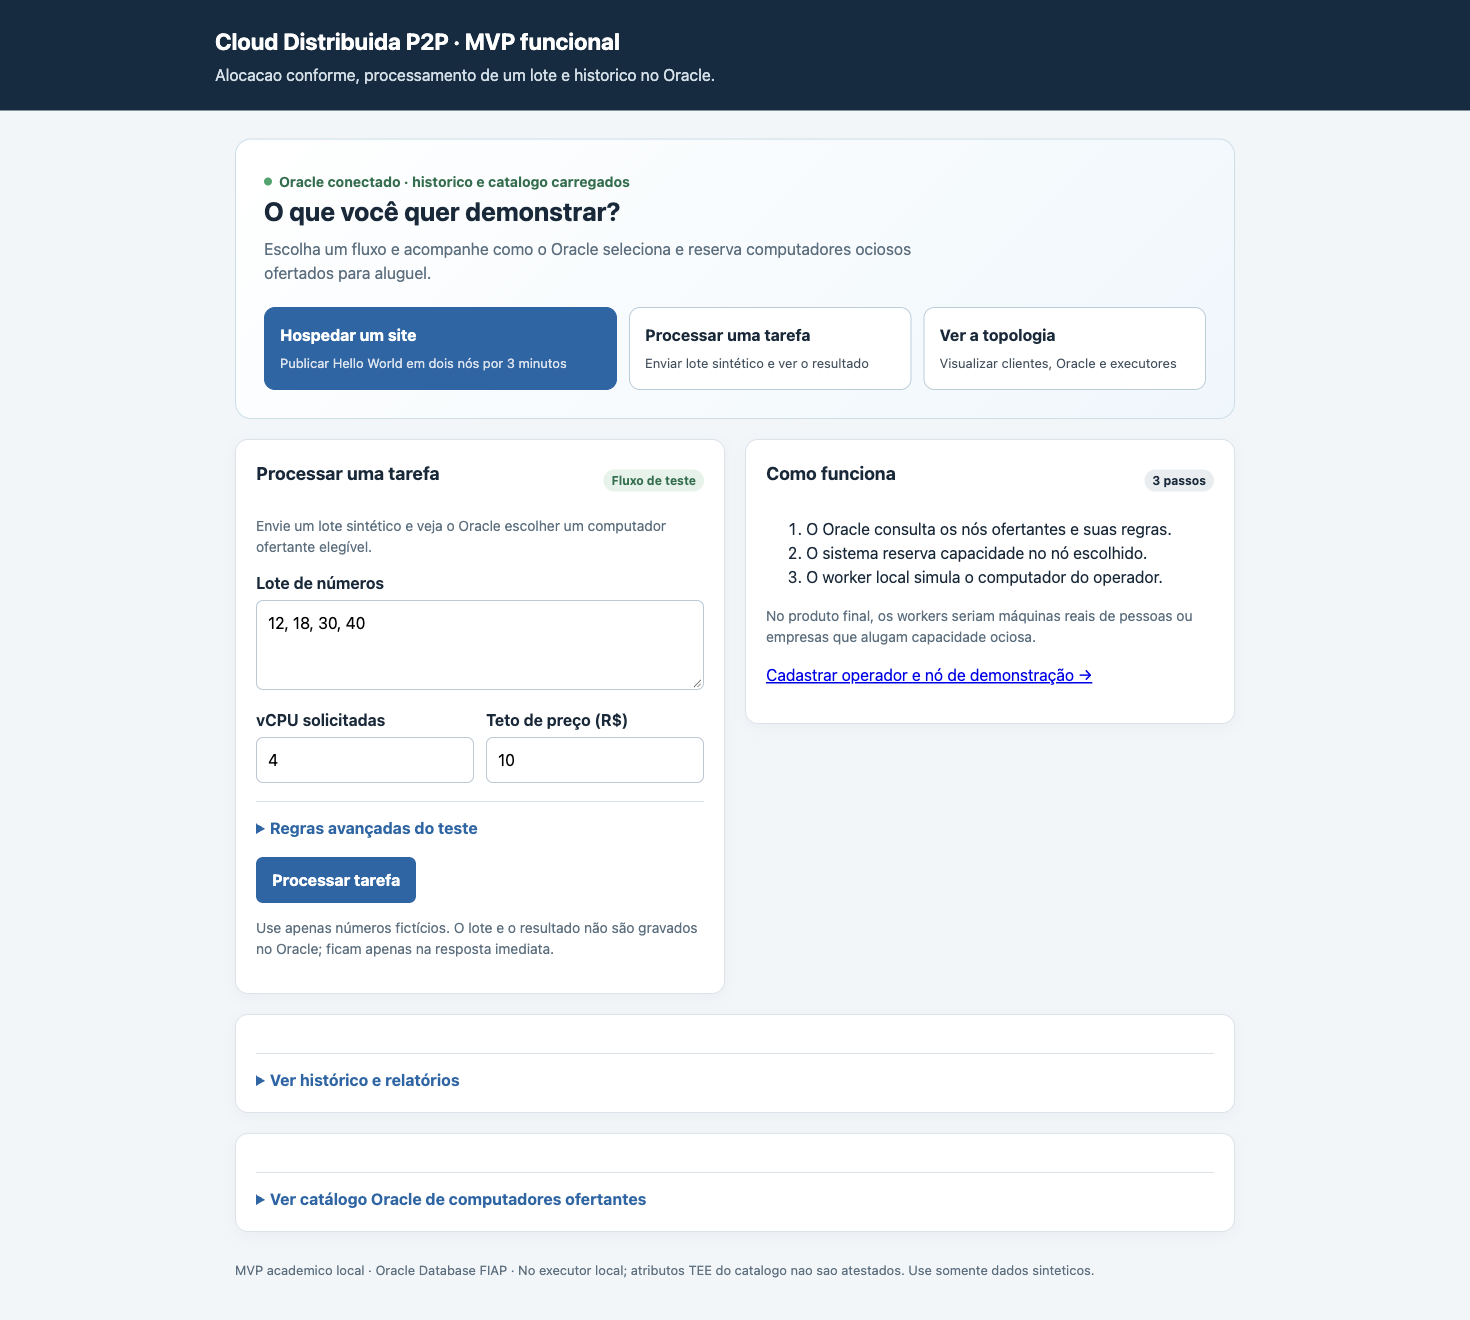 Cloud Distribuida P2P · MVP funcional
Alocacao conforme, processamento de um lote e historico no Oracle.
Oracle conectado · historico e catalogo carregados
O que você quer demonstrar?
Escolha um fluxo e acompanhe como o Oracle seleciona e reserva computadores ociosos
ofertados para aluguel.
Hospedar um site
Publicar Hello World em dois nós por 3 minutos
Processar uma tarefa
Enviar lote sintético e ver o resultado
Ver a topologia
Visualizar clientes, Oracle e executores
Processar uma tarefa
Fluxo de teste
Envie um lote sintético e veja o Oracle escolher um computador
ofertante elegível.
Lote de números
12, 18, 30, 40
vCPU solicitadas
Teto de preço (R$)
4
10
Regras avançadas do teste
Processar tarefa
Use apenas números fictícios. O lote e o resultado não são gravados
no Oracle; ficam apenas na resposta imediata.
Como funciona
3 passos
1. O Oracle consulta os nós ofertantes e suas regras.
2. O sistema reserva capacidade no nó escolhido.
3. O worker local simula o computador do operador.
No produto final, os workers seriam máquinas reais de pessoas ou
empresas que alugam capacidade ociosa.
Cadastrar operador e nó de demonstração →
Ver histórico e relatórios
Ver catálogo Oracle de computadores ofertantes
MVP academico local · Oracle Database FIAP · No executor local; atributos TEE do catalogo nao sao atestados. Use somente dados sinteticos.